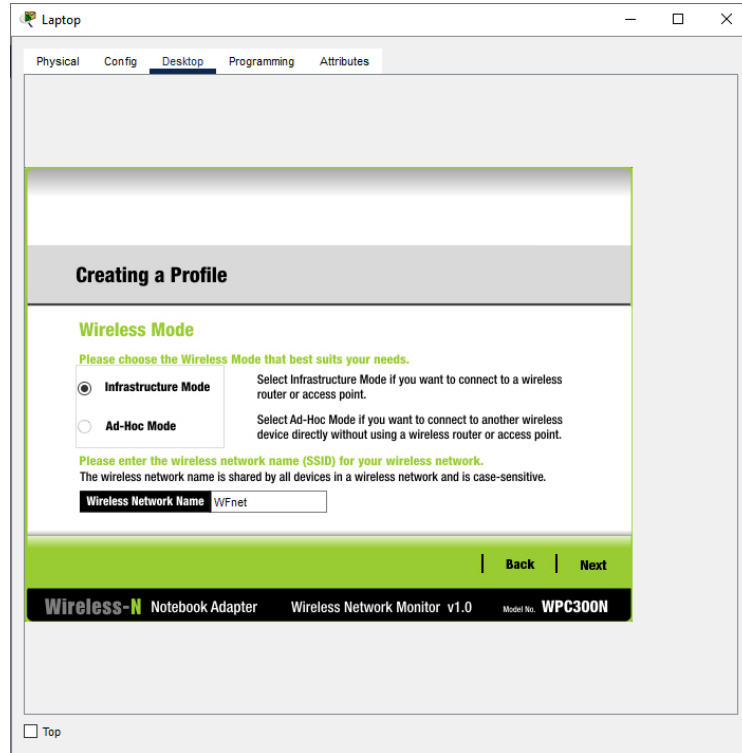 Laptop
Physical Config Desktop Programming Attributes
Creating a Profile
Wireless Mode
Please choose the Wireless Mode that best suits your needs.
Infrastructure Mode
Select Infrastructure Mode if you want to connect to a wireless
router or access point.
Ad-Hoc Mode
Select Ad-Hoc Mode if you want to connect to another wireless
device directly without using a wireless router or access point.
Please enter the wireless network name (SSID) for your wireless network.
The wireless network name is shared by all devices in a wireless network and is case-sensitive.
Wireless Network Name WFnet
Back Next
Wireless-N Notebook Adapter Wireless Network Monitor v1.0 Model No. WPC300N
Top